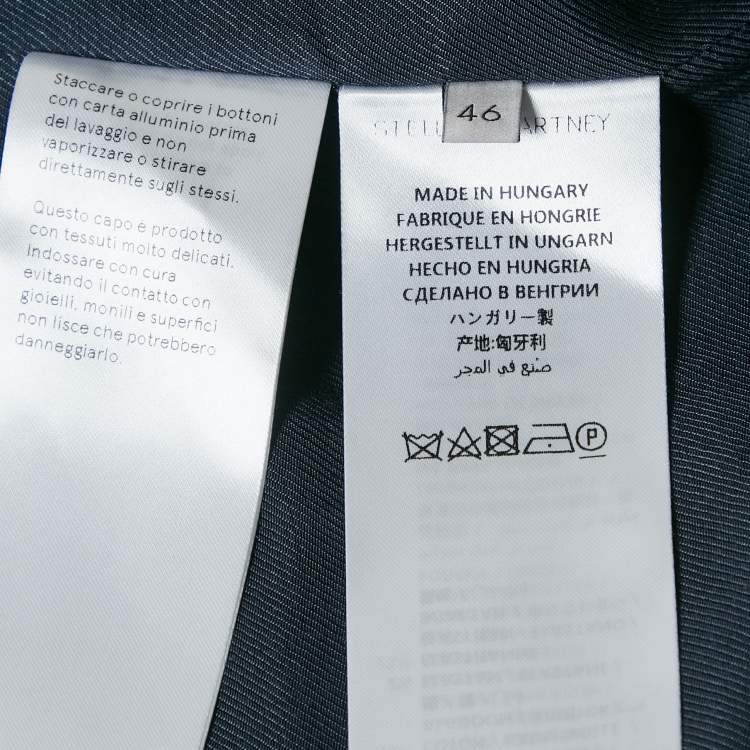 Staccare o coprire i bottoni
con carta alluminio prima
del lavaggio e non
vaporizzare o stirare
direttamente sugli stessi.
Questo capo è prodotto
con tessuti molto delicati.
Indossare con cura
evitando il contatto con
gioielli, monili e superfici
non lisce che potrebbero
danneggiarlo.
46
STELL ARTNEY
MADE IN HUNGARY
FABRIQUE EN HONGRIE
HERGESTELLT IN UNGARN
HECHO EN HUNGRIA
СДЕЛАНО В ВЕНГРИИ
ハンガリー製
产地:匈牙利
صنع في المجر
P